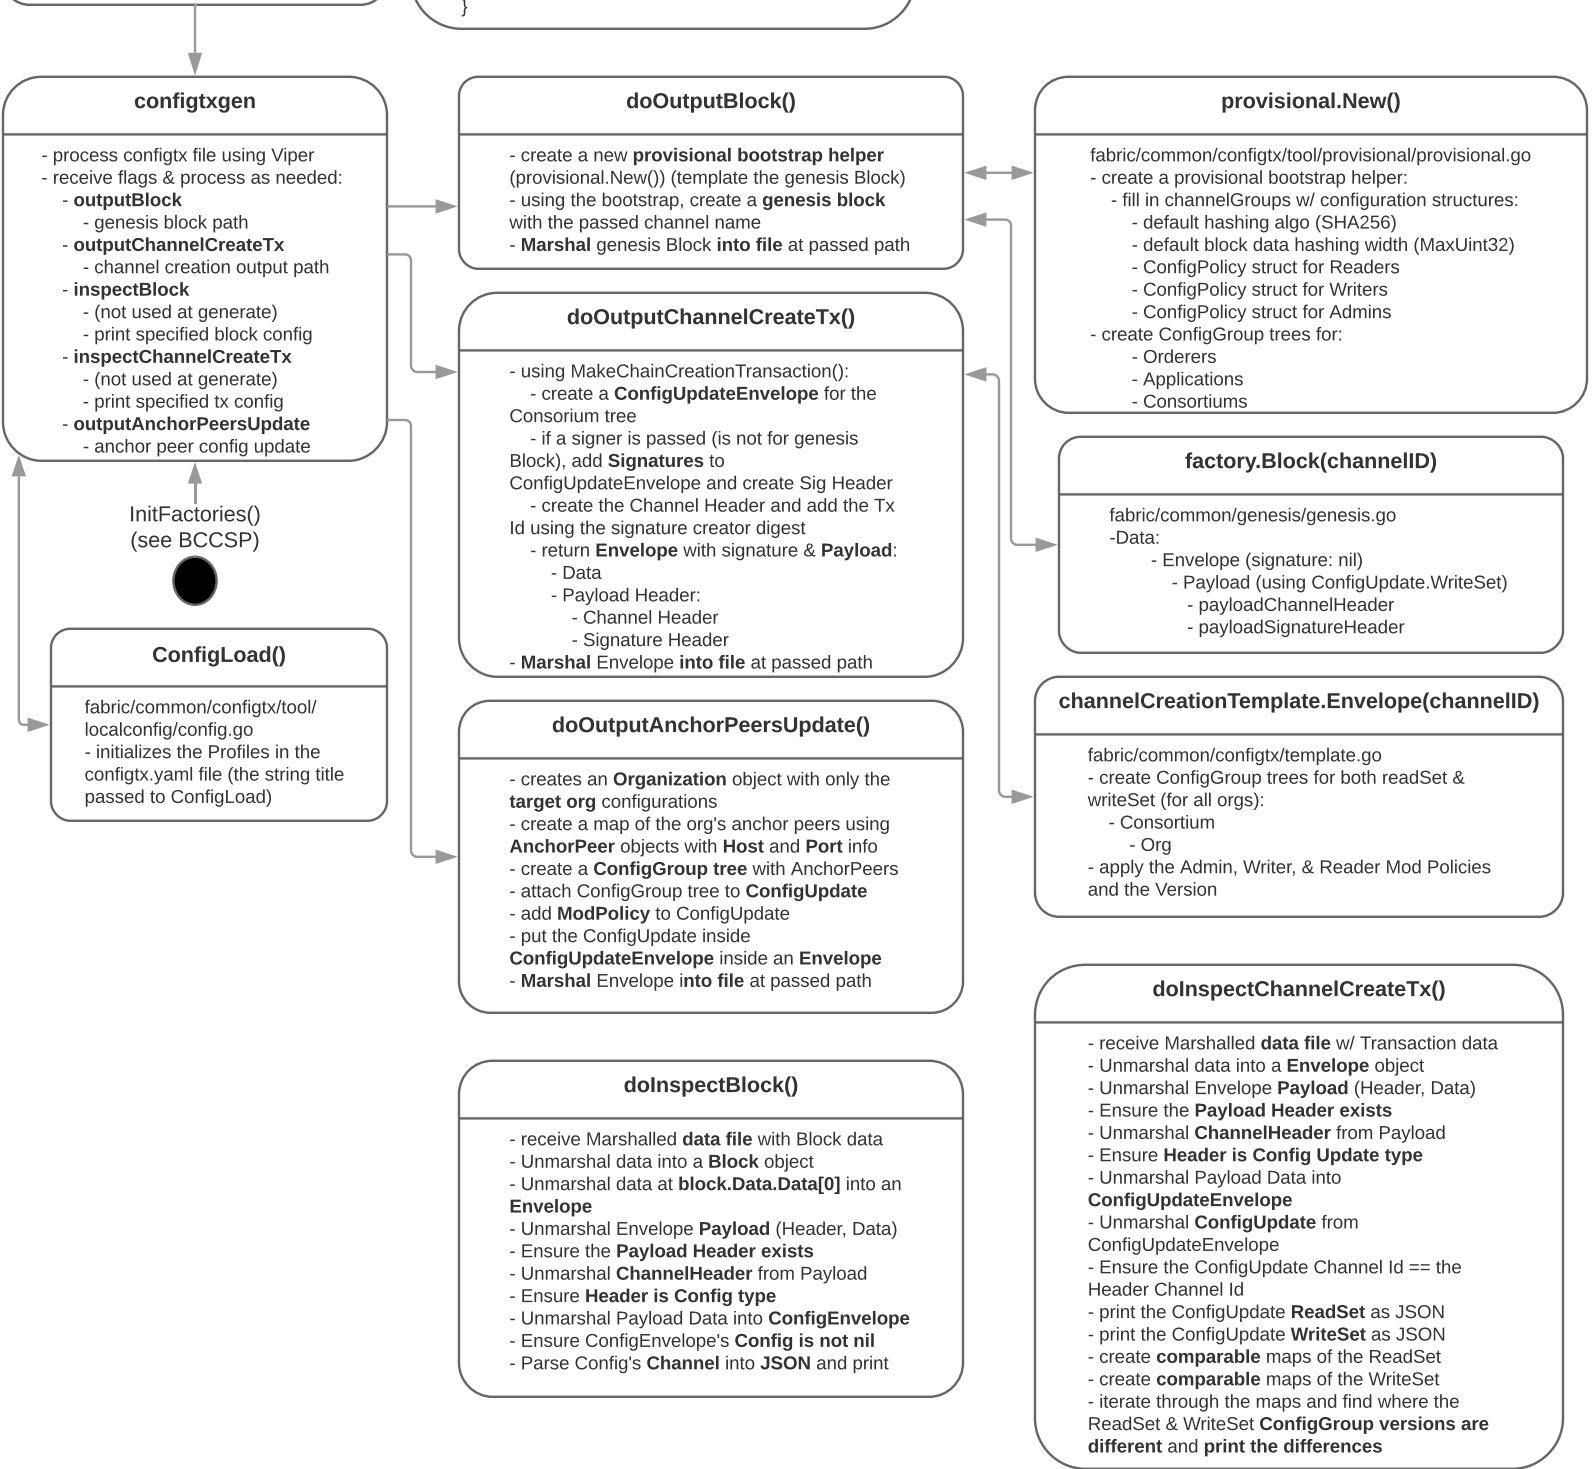 }
configtxgen
- process configtx file using Viper
- receive flags & process as needed:
- outputBlock
- genesis block path
- outputChannelCreateTx
- channel creation output path
- inspectBlock
- (not used at generate)
- print specified block config
- inspectChannelCreateTx
- (not used at generate)
- print specified tx config
- outputAnchorPeersUpdate
- anchor peer config update
InitFactories()
(see BCCSP)
ConfigLoad()
fabric/common/configtx/tool/
localconfig/config.go
- initializes the Profiles in the
configtx.yaml file (the string title
passed to ConfigLoad)
doOutputBlock()
- create a new provisional bootstrap helper
(provisional.New()) (template the genesis Block)
- using the bootstrap, create a genesis block
with the passed channel name
- Marshal genesis Block into file at passed path
doOutputChannelCreateTx()
- using MakeChainCreationTransaction():
- create a ConfigUpdateEnvelope for the
Consorium tree
- if a signer is passed (is not for genesis
Block), add Signatures to
ConfigUpdateEnvelope and create Sig Header
- create the Channel Header and add the Tx
Id using the signature creator digest
- return Envelope with signature & Payload:
- Data
- Payload Header:
- Channel Header
- Signature Header
- Marshal Envelope into file at passed path
doOutputAnchorPeersUpdate()
- creates an Organization object with only the
target org configurations
- create a map of the org's anchor peers using
AnchorPeer objects with Host and Port info
- create a ConfigGroup tree with AnchorPeers
- attach ConfigGroup tree to ConfigUpdate
- add ModPolicy to ConfigUpdate
- put the ConfigUpdate inside
ConfigUpdateEnvelope inside an Envelope
- Marshal Envelope into file at passed path
doInspectBlock()
- receive Marshalled data file with Block data
- Unmarshal data into a Block object
- Unmarshal data at block.Data.Data[0] into an
Envelope
- Unmarshal Envelope Payload (Header, Data)
- Ensure the Payload Header exists
- Unmarshal ChannelHeader from Payload
- Ensure Header is Config type
- Unmarshal Payload Data into ConfigEnvelope
- Ensure ConfigEnvelope's Config is not nil
- Parse Config's Channel into JSON and print
provisional.New()
fabric/common/configtx/tool/provisional/provisional.go
- create a provisional bootstrap helper:
- fill in channelGroups w/ configuration structures:
- default hashing algo (SHA256)
- default block data hashing width (MaxUint32)
- ConfigPolicy struct for Readers
- ConfigPolicy struct for Writers
- ConfigPolicy struct for Admins
- create ConfigGroup trees for:
- Orderers
- Applications
- Consortiums
factory.Block(channelID)
fabric/common/genesis/genesis.go
-Data:
- Envelope (signature: nil)
- Payload (using ConfigUpdate.WriteSet)
- payloadChannelHeader
- payloadSignatureHeader
channelCreationTemplate.Envelope(channelID)
fabric/common/configtx/template.go
- create ConfigGroup trees for both readSet &
writeSet (for all orgs):
- Consortium
- Org
- apply the Admin, Writer, & Reader Mod Policies
and the Version
doInspectChannelCreateTx()
- receive Marshalled data file w/ Transaction data
- Unmarshal data into a Envelope object
- Unmarshal Envelope Payload (Header, Data)
- Ensure the Payload Header exists
- Unmarshal ChannelHeader from Payload
- Ensure Header is Config Update type
- Unmarshal Payload Data into
ConfigUpdateEnvelope
- Unmarshal ConfigUpdate from
ConfigUpdateEnvelope
- Ensure the ConfigUpdate Channel Id == the
Header Channel Id
- print the ConfigUpdate ReadSet as JSON
- print the ConfigUpdate WriteSet as JSON
- create comparable maps of the ReadSet
- create comparable maps of the WriteSet
- iterate through the maps and find where the
ReadSet & WriteSet ConfigGroup versions are
different and print the differences